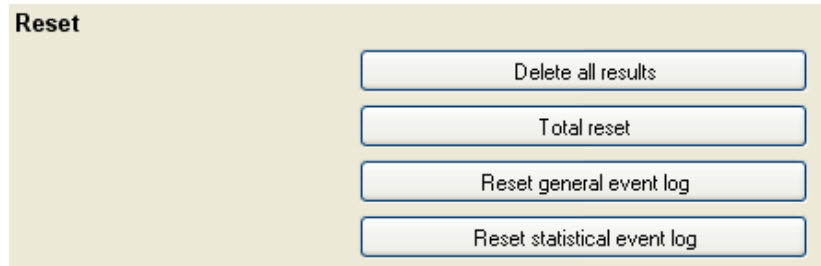 Reset
Delete all results
Total reset
Reset general event log
Reset statistical event log